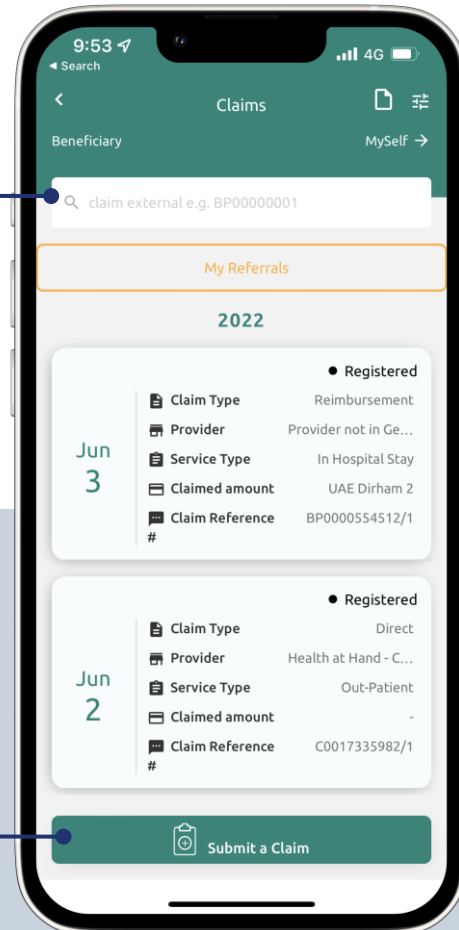 9:53
4G
◄ Search
Claims
Beneficiary
MySelf →
claim external e.g. BP00000001
My Referrals
2022
Registered
Claim Type Reimbursement
Provider Provider not in Ge...
Jun
3
Service Type In Hospital Stay
Claimed amount UAE Dirham 2
Claim Reference BP0000554512/1
#
Registered
Claim Type Direct
Provider Health at Hand - C...
Jun
2
Service Type Out-Patient
Claimed amount -
Claim Reference C0017335982/1
#
Submit a Claim